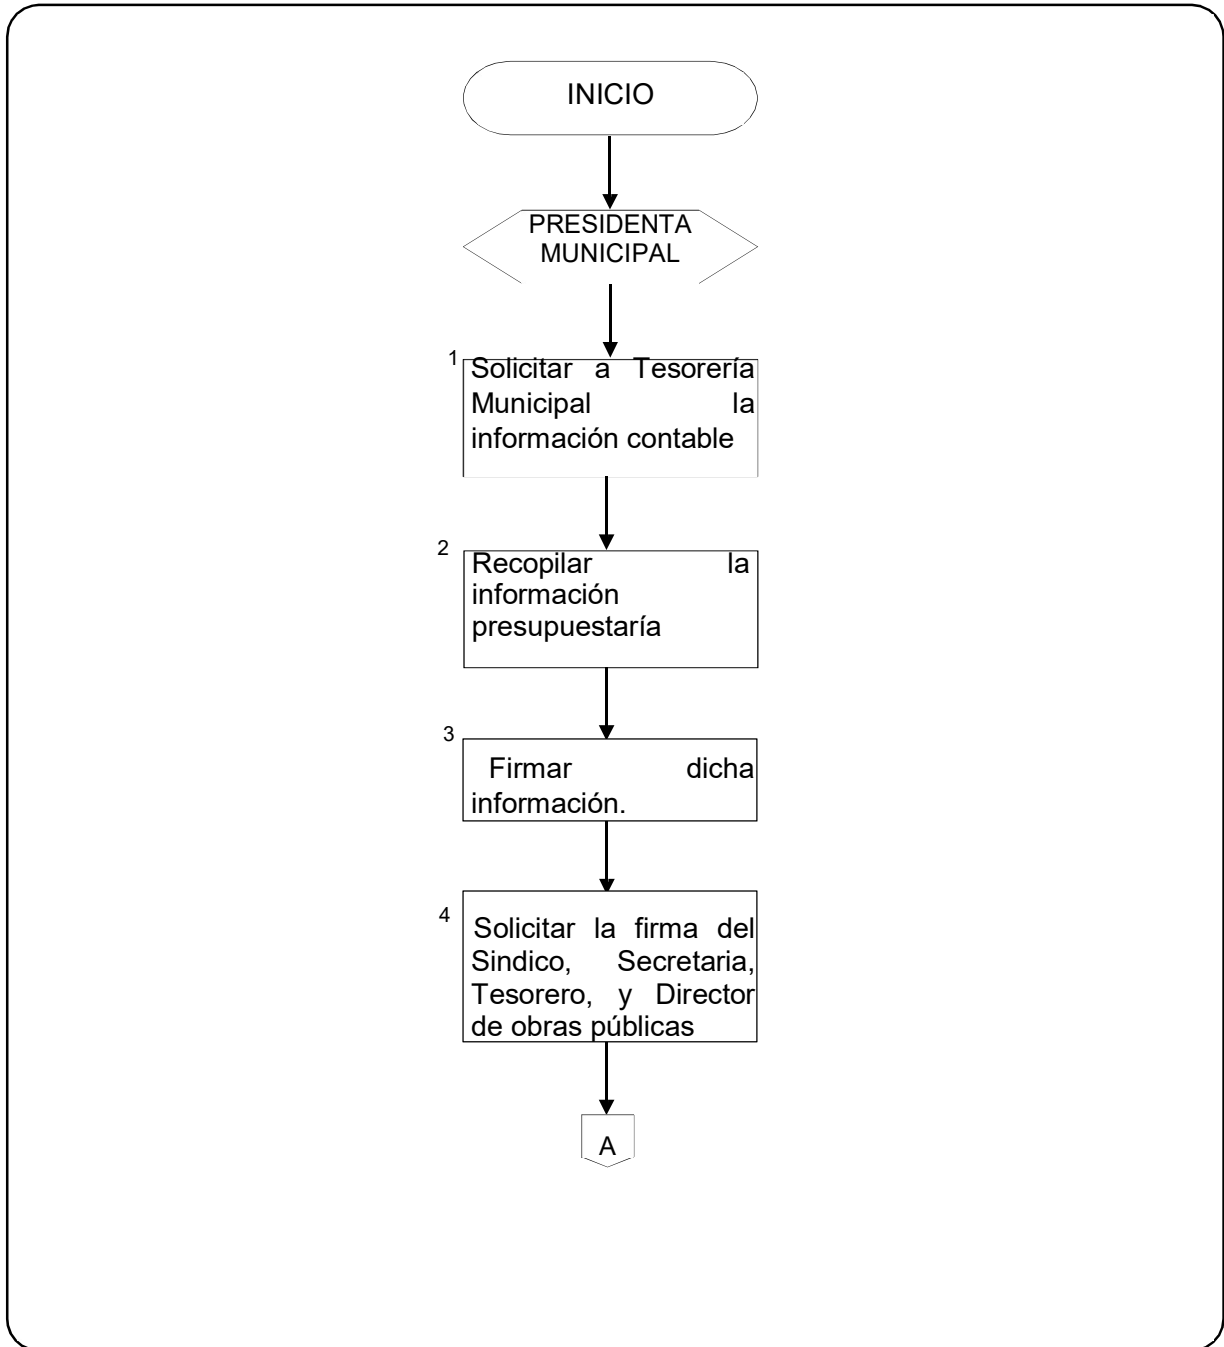 INICIO
PRESIDENTA
MUNICIPAL
1
Solicitar a Tesorería
Municipal la
información contable
2
Recopilar la
información
presupuestaría
3
Firmar dicha
información.
4
Solicitar la firma del
Sindico, Secretaria,
Tesorero, y Director
de obras públicas
A